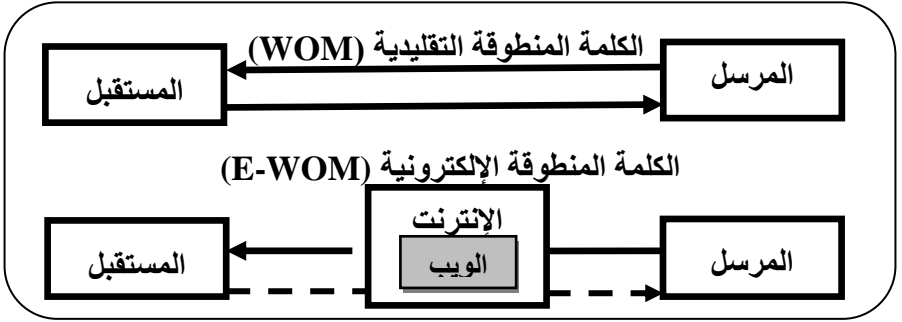 الكلمة المنطوقة التقليدية (WOM)
المرسل
المستقبل
الكلمة المنطوقة الإلكترونية (E-WOM)
الإنترنت
المرسل
الويب
المستقبل